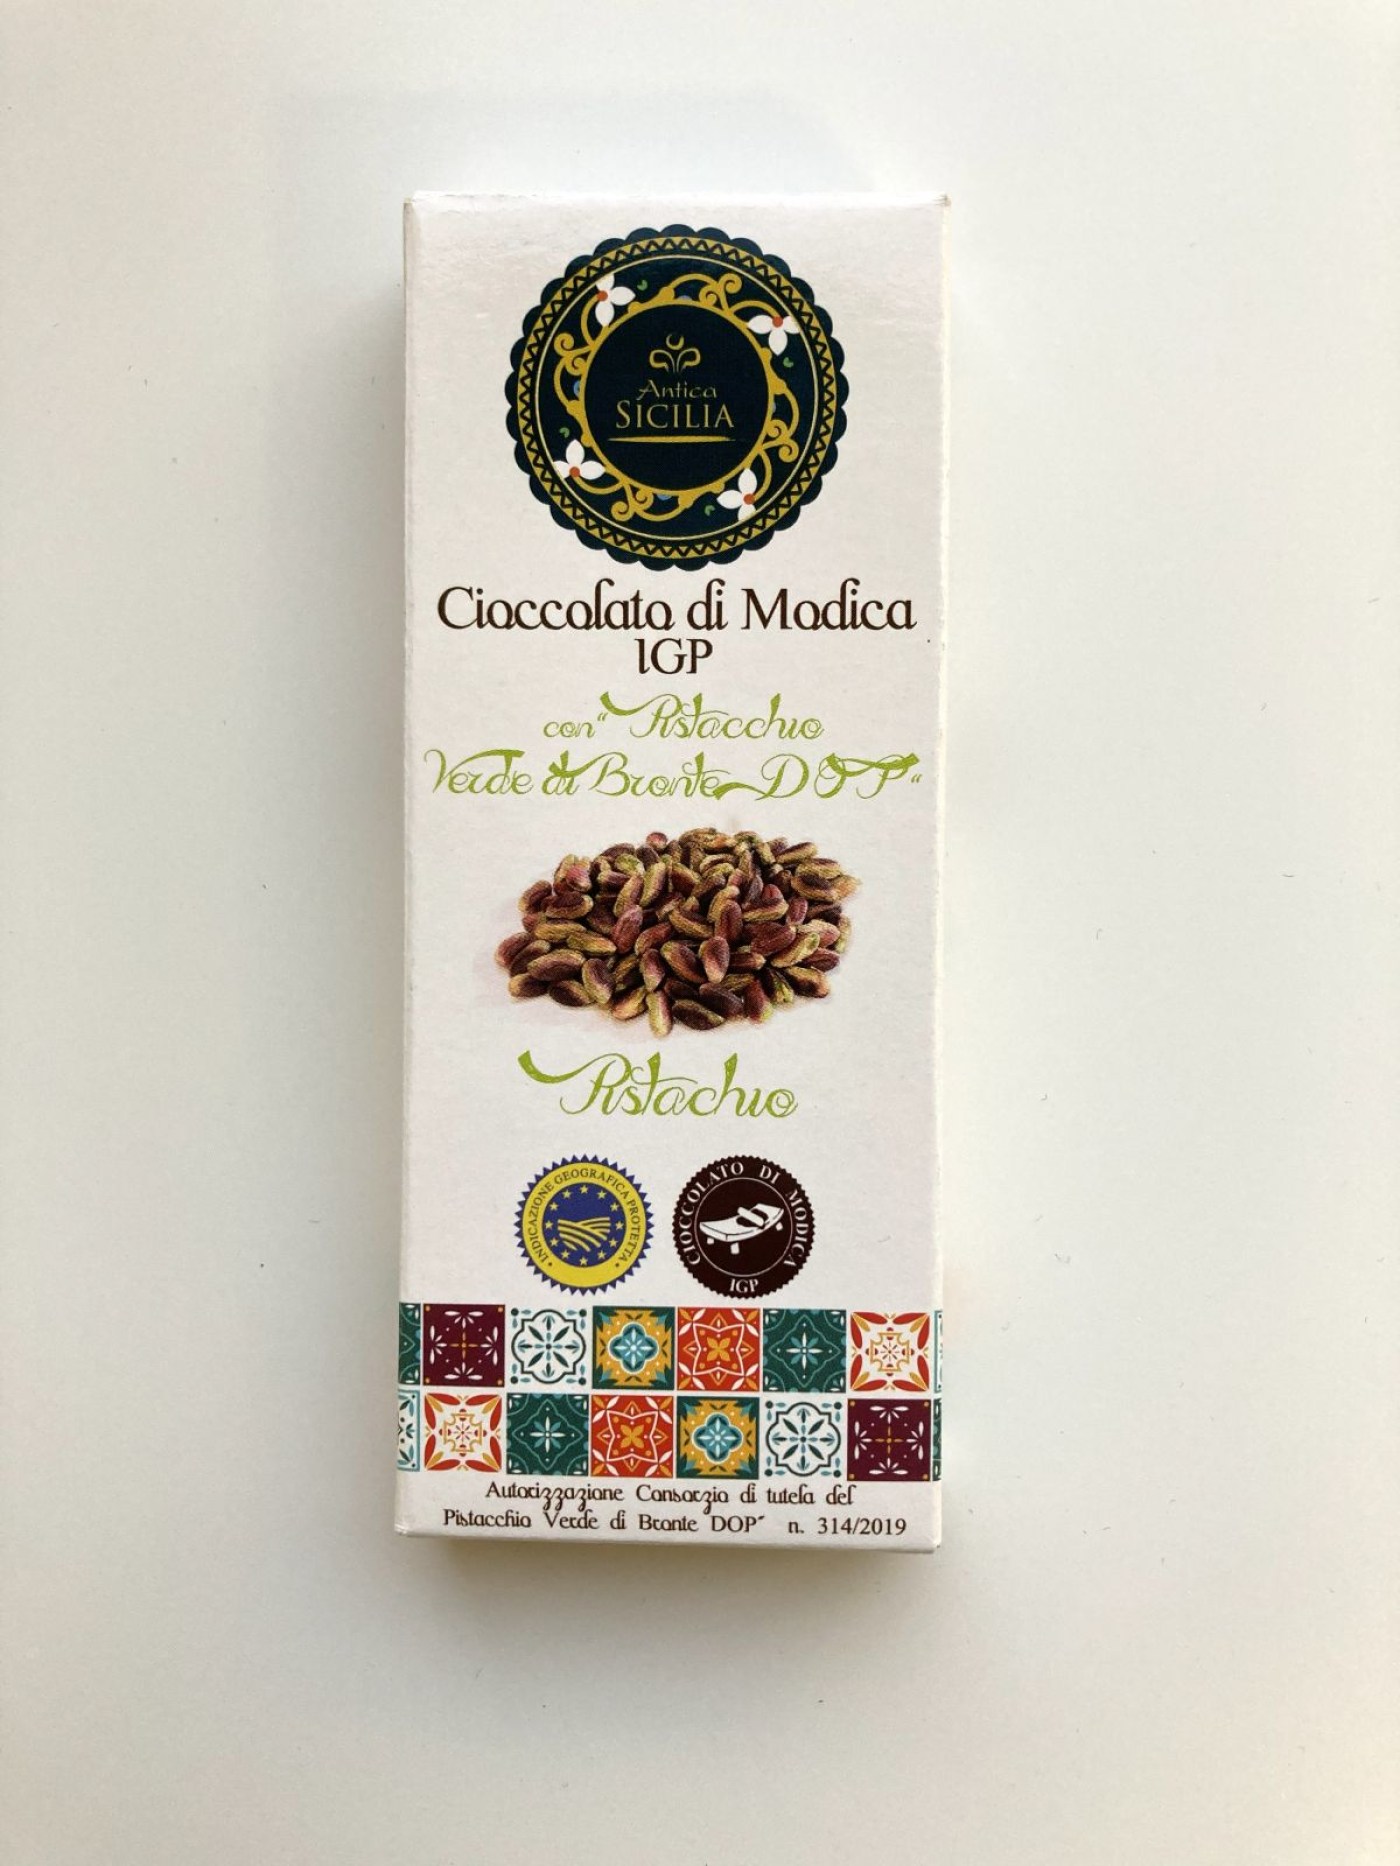 Antica
SICILIA
Cioccolato di Modica
IGP
con "Pistacchio
Verde di Bronte DOP"
Pistachio
INDICAZIONE GEOGRAFICA PROTETTA
CIOCCOLATO DI MODICA
IGP
Autorizzazione Consorzio di tutela del
Pistacchio Verde di Bronte DOP" n. 314/2019